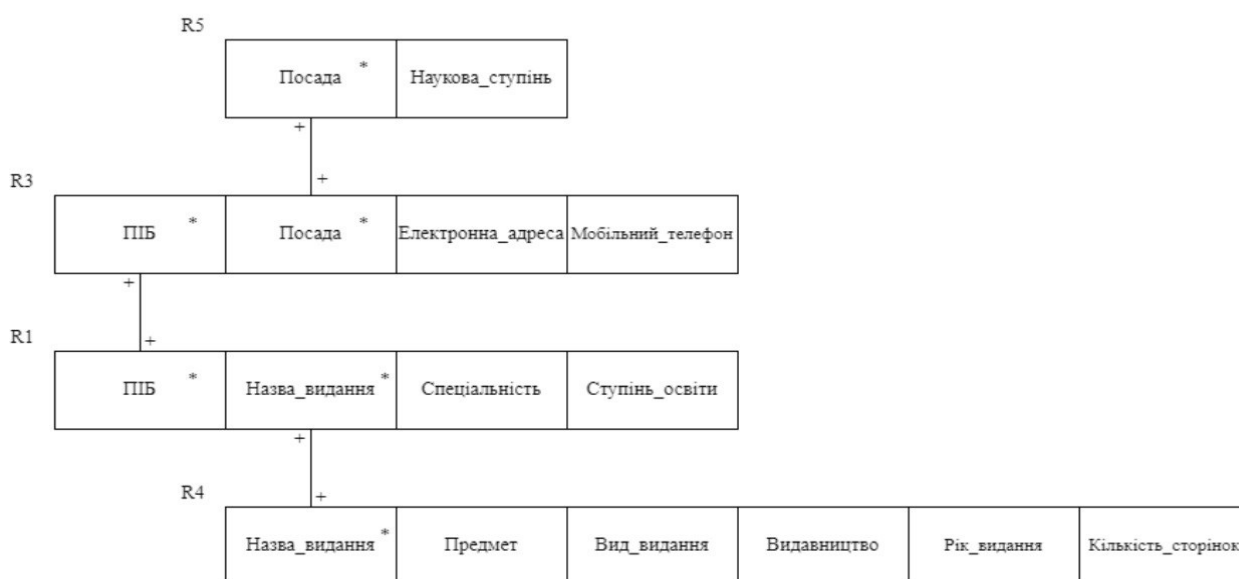 R5
Посада * Наукова_ступінь
+
+
R3
ПІБ * Посада * Електронна_адреса Мобільний_телефон
+
+
R1
ПІБ * Назва_видання * Спеціальність Ступінь_освіти
+
+
R4
Назва_видання * Предмет Вид_видання Видавництво Рік_видання Кількість_сторінок